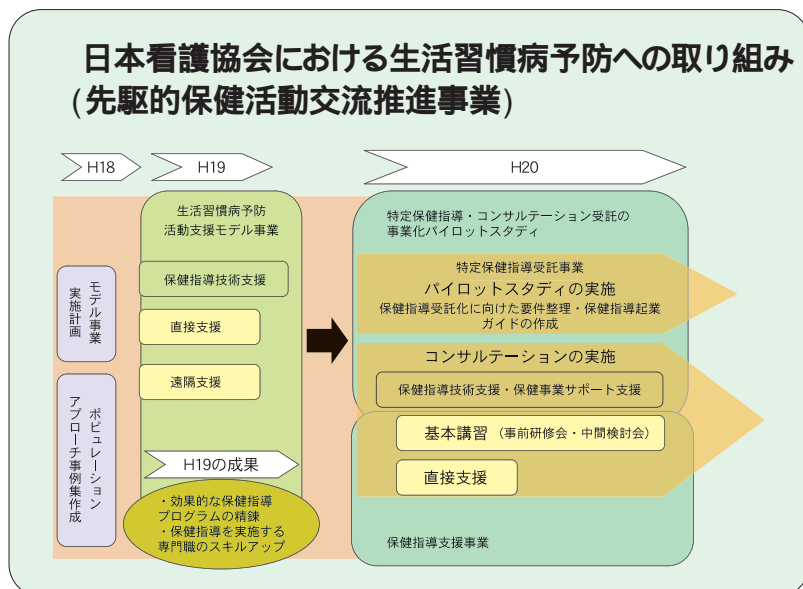 日本看護協会における生活習慣病予防への取り組み
(先駆的保健活動交流推進事業)
H18
H19
H20
モデル事業
実施計画
ポピュレーション
アプローチ事例集作成
生活習慣病予防
活動支援モデル事業
保健指導技術支援
直接支援
遠隔支援
H19の成果
・効果的な保健指導
プログラムの精錬
・保健指導を実施する
専門職のスキルアップ
特定保健指導・コンサルテーション受託の
事業化パイロットスタディ
特定保健指導受託事業
パイロットスタディの実施
保健指導受託化に向けた要件整理・保健指導起業
ガイドの作成
コンサルテーションの実施
保健指導技術支援・保健事業サポート支援
基本講習（事前研修会・中間検討会）
直接支援
保健指導支援事業